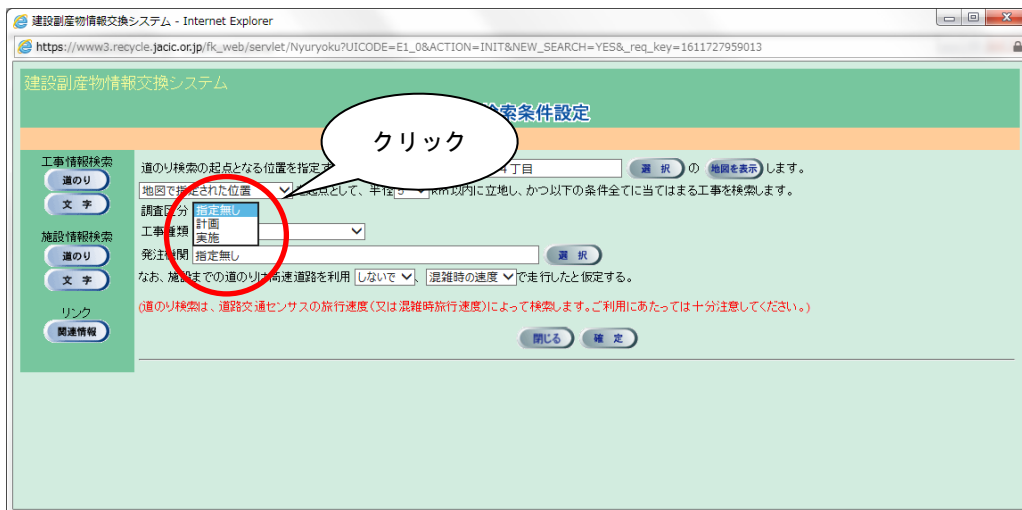 建設副産物情報交換システム - Internet Explorer
https://www3.recycle.jacic.or.jp/fk_web/servlet/Nyuryoku?UICODE=E1_0&ACTION=INIT&NEW_SEARCH=YES&_req_key=1611727959013
建設副産物情報交換システム
検索条件設定
クリック
工事情報検索
道のり
文 字
施設情報検索
道のり
文 字
リンク
関連情報
道のり検索の起点となる位置を指定す
丁目 選 択 の 地図を表示 します。
地図で指定された位置 を起点として、半径 5 km以内に立地し、かつ以下の条件全てに当てはまる工事を検索します。
調査区分 指定無し
計画
実施
工事種類
発注機関 指定無し 選 択
なお、施設までの道のりは高速道路を利用 しないで 、 混雑時の速度 で走行したと仮定する。
(道のり検索は、道路交通センサスの旅行速度(又は混雑時旅行速度)によって検索します。ご利用にあたっては十分注意してください。)
閉じる 確 定